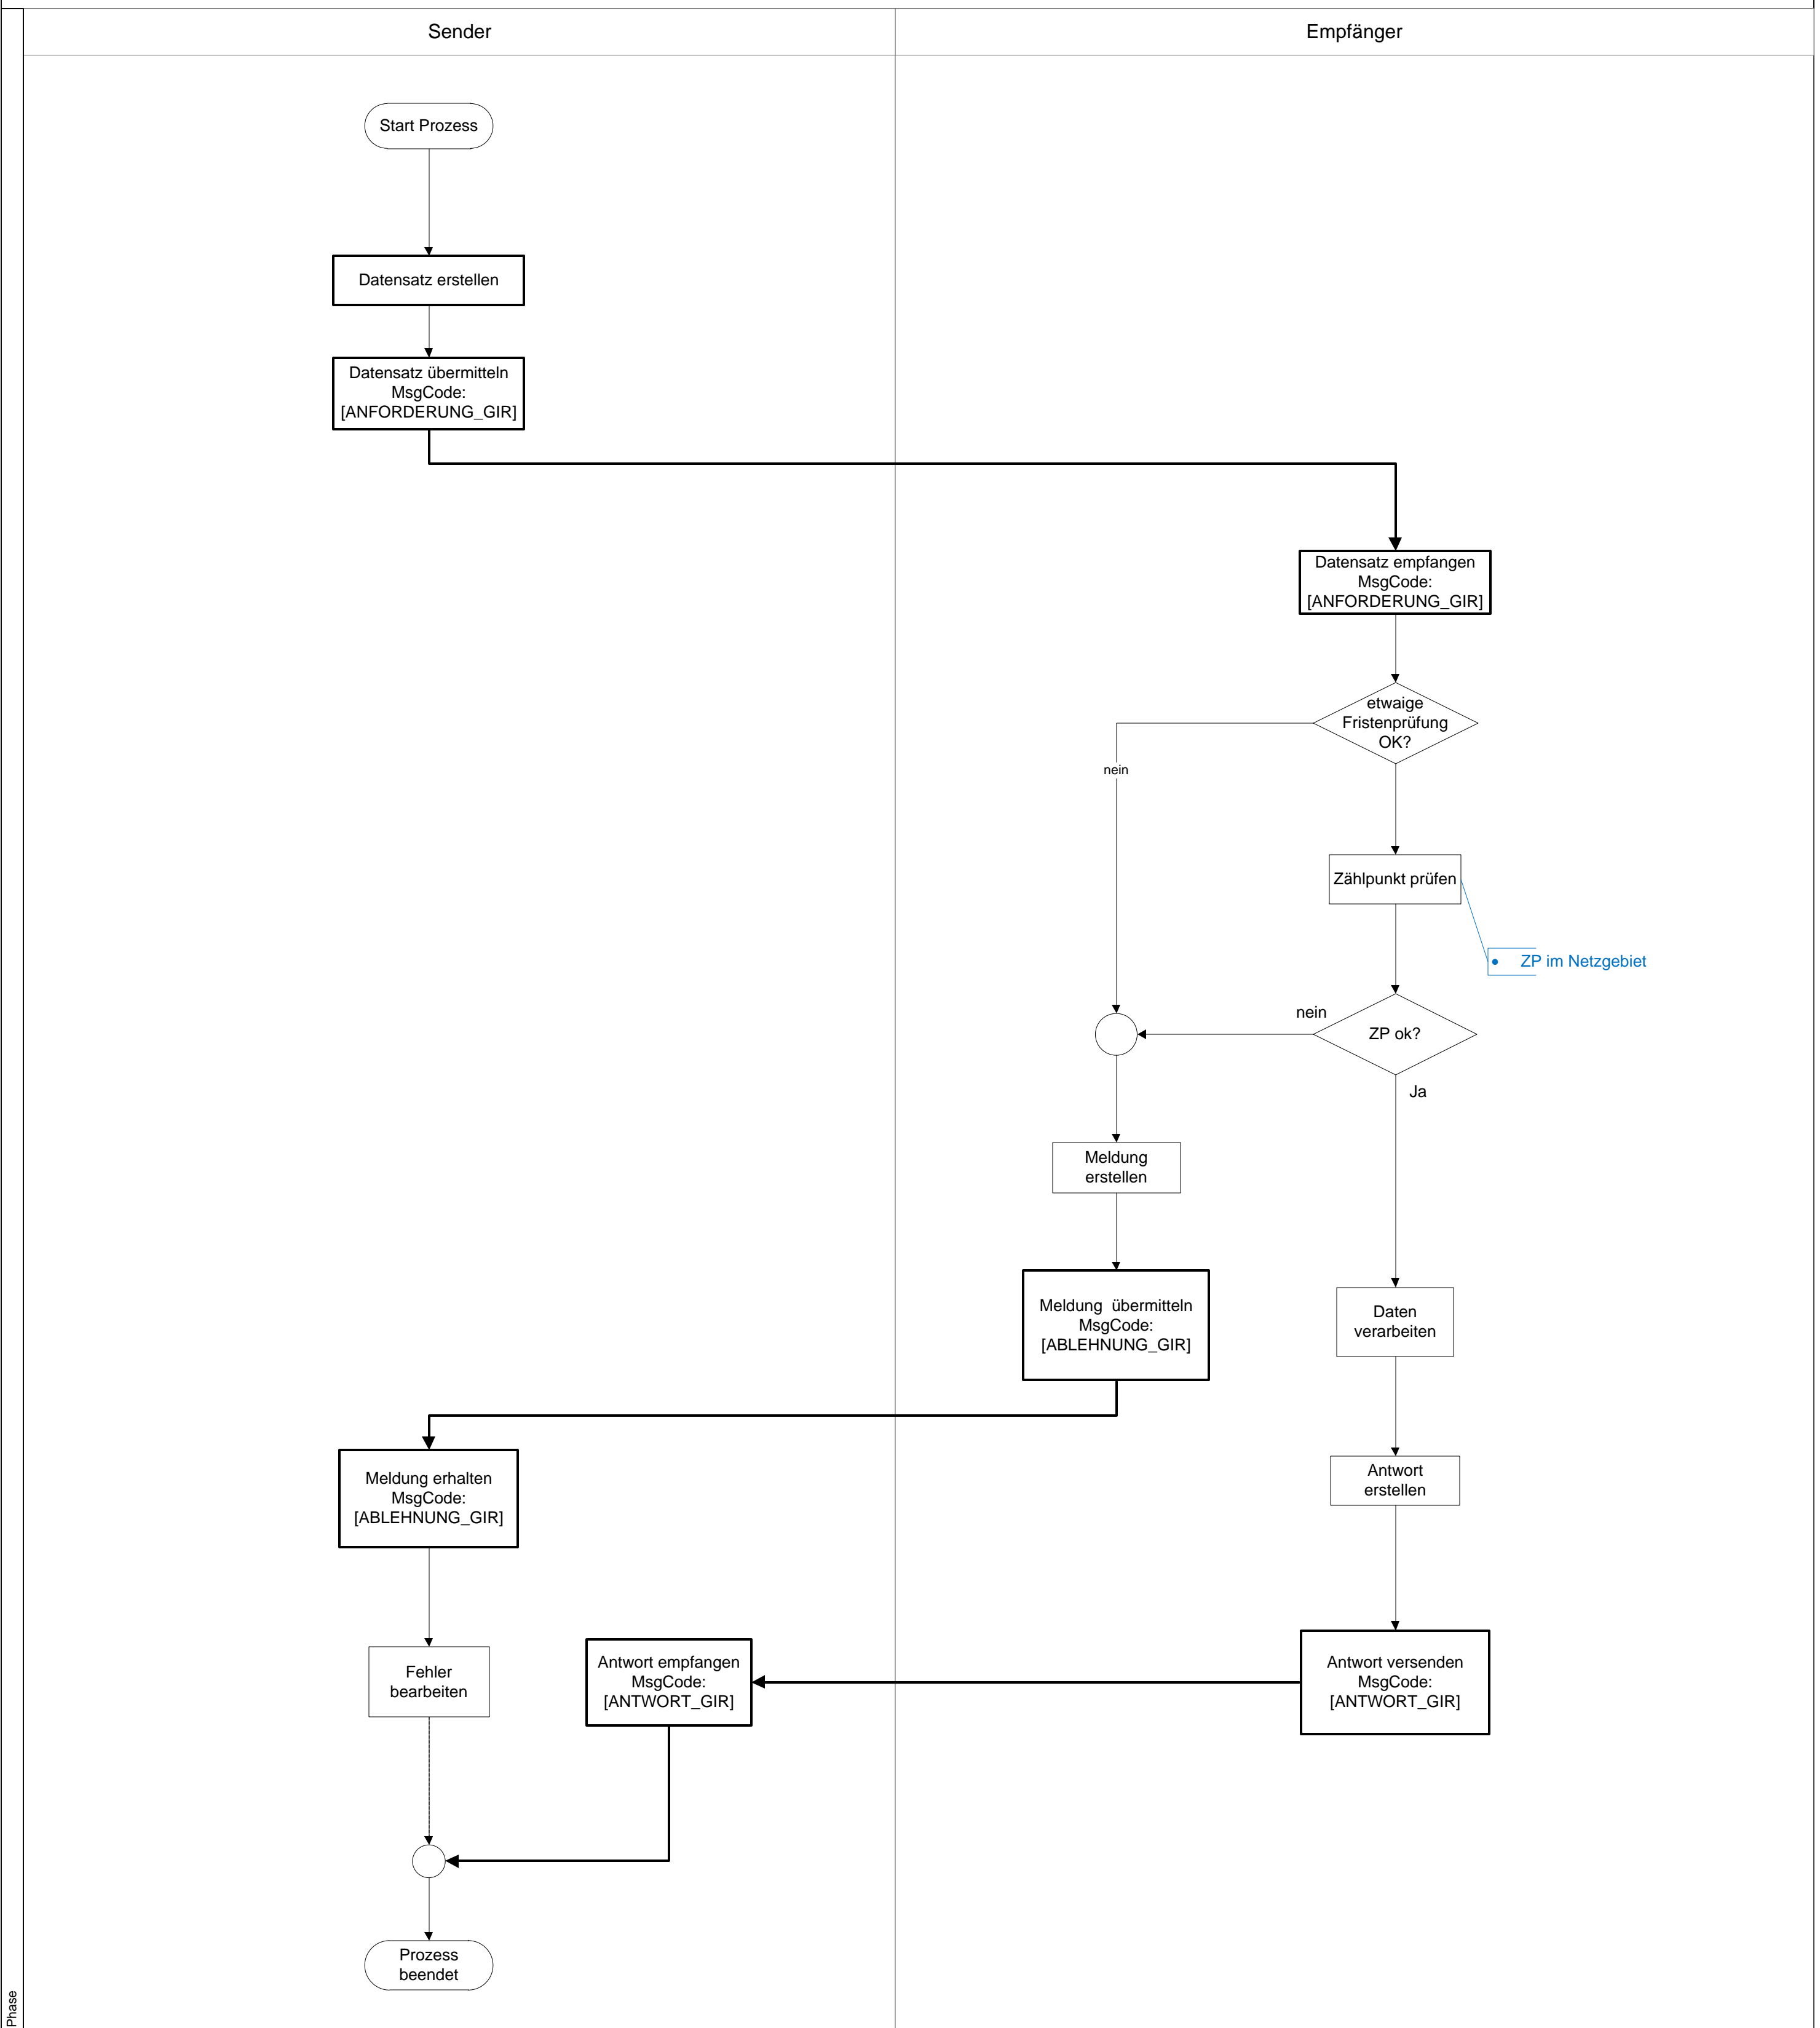 Sender
Empfänger
Start Prozess
Datensatz erstellen
Datensatz übermitteln
MsgCode:
[ANFORDERUNG_GIR]
Datensatz empfangen
MsgCode:
[ANFORDERUNG_GIR]
etwaige
Fristenprüfung
OK?
nein
Zählpunkt prüfen
• ZP im Netzgebiet
nein
ZP ok?
Ja
Meldung
erstellen
Meldung  übermitteln
MsgCode:
[ABLEHNUNG_GIR]
Daten
verarbeiten
Meldung erhalten
MsgCode:
[ABLEHNUNG_GIR]
Antwort
erstellen
Fehler
bearbeiten
Antwort empfangen
MsgCode:
[ANTWORT_GIR]
Antwort versenden
MsgCode:
[ANTWORT_GIR]
Prozess
beendet
Phase